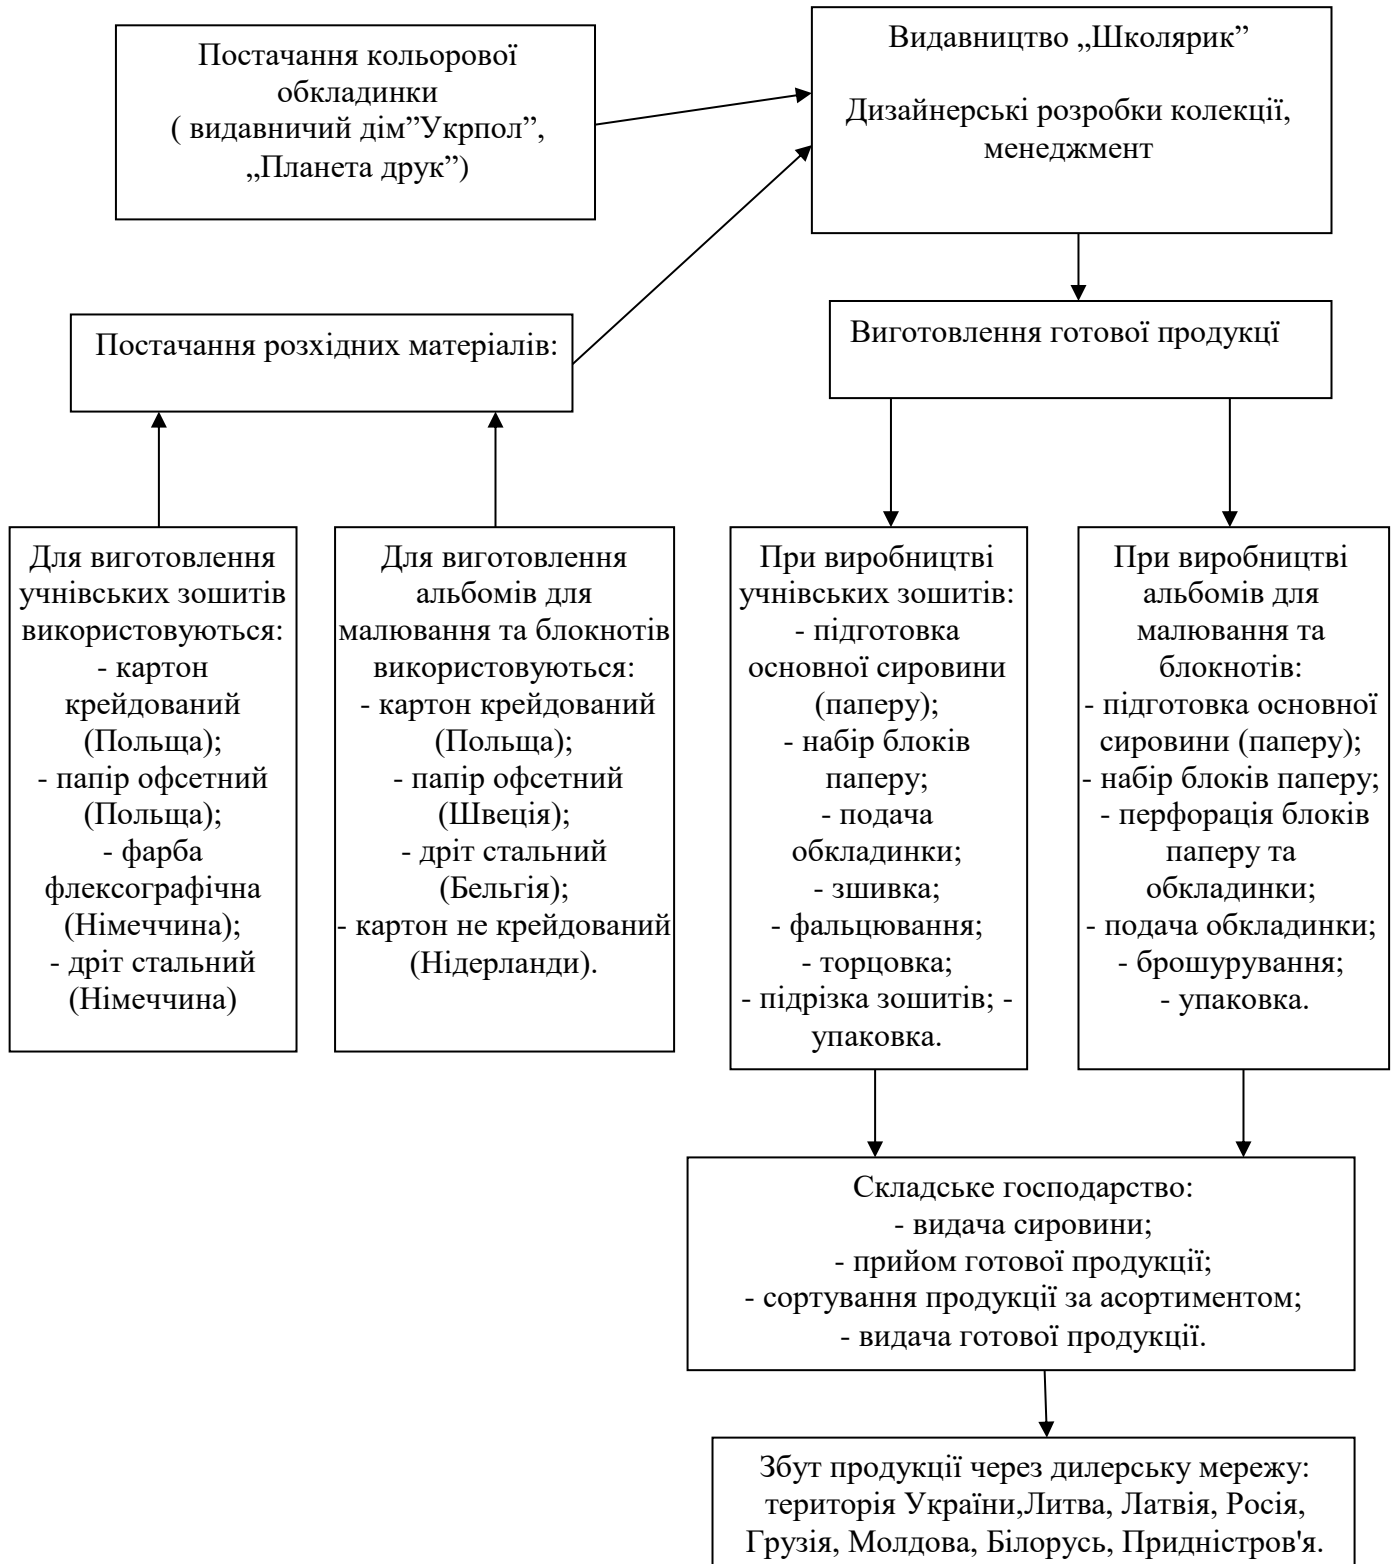 Постачання кольорової
обкладинки
( видавничий дім”Укрпол”,
„Планета друк”)
Видавництво „Школярик”
Дизайнерські розробки колекції,
менеджмент
Постачання розхідних матеріалів:
Виготовлення готової продукцї
Для виготовлення
учнівських зошитів
використовуються:
- картон
крейдований
(Польща);
- папір офсетний
(Польща);
- фарба
флексографічна
(Німеччина);
- дріт стальний
(Німеччина)
Для виготовлення
альбомів для
малювання та блокнотів
використовуються:
- картон крейдований
(Польща);
- папір офсетний
(Швеція);
- дріт стальний
(Бельгія);
- картон не крейдований
(Нідерланди).
При виробництві
учнівських зошитів:
- підготовка
основної сировини
(паперу);
- набір блоків
паперу;
- подача
обкладинки;
- зшивка;
- фальцювання;
- торцовка;
- підрізка зошитів; -
упаковка.
При виробництві
альбомів для
малювання та
блокнотів:
- підготовка основної
сировини (паперу);
- набір блоків паперу;
- перфорація блоків
паперу та
обкладинки;
- подача обкладинки;
- брошурування;
- упаковка.
Складське господарство:
- видача сировини;
- прийом готової продукції;
- сортування продукції за асортиментом;
- видача готової продукції.
Збут продукції через дилерську мережу:
територія України,Литва, Латвія, Росія,
Грузія, Молдова, Білорусь, Придністров'я.